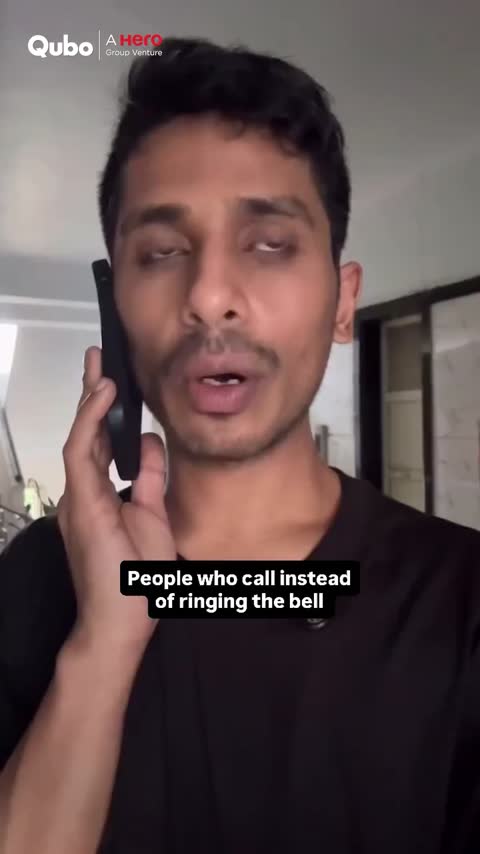 Qubo
A HERO
Group Venture
People who call instead
of ringing the bell